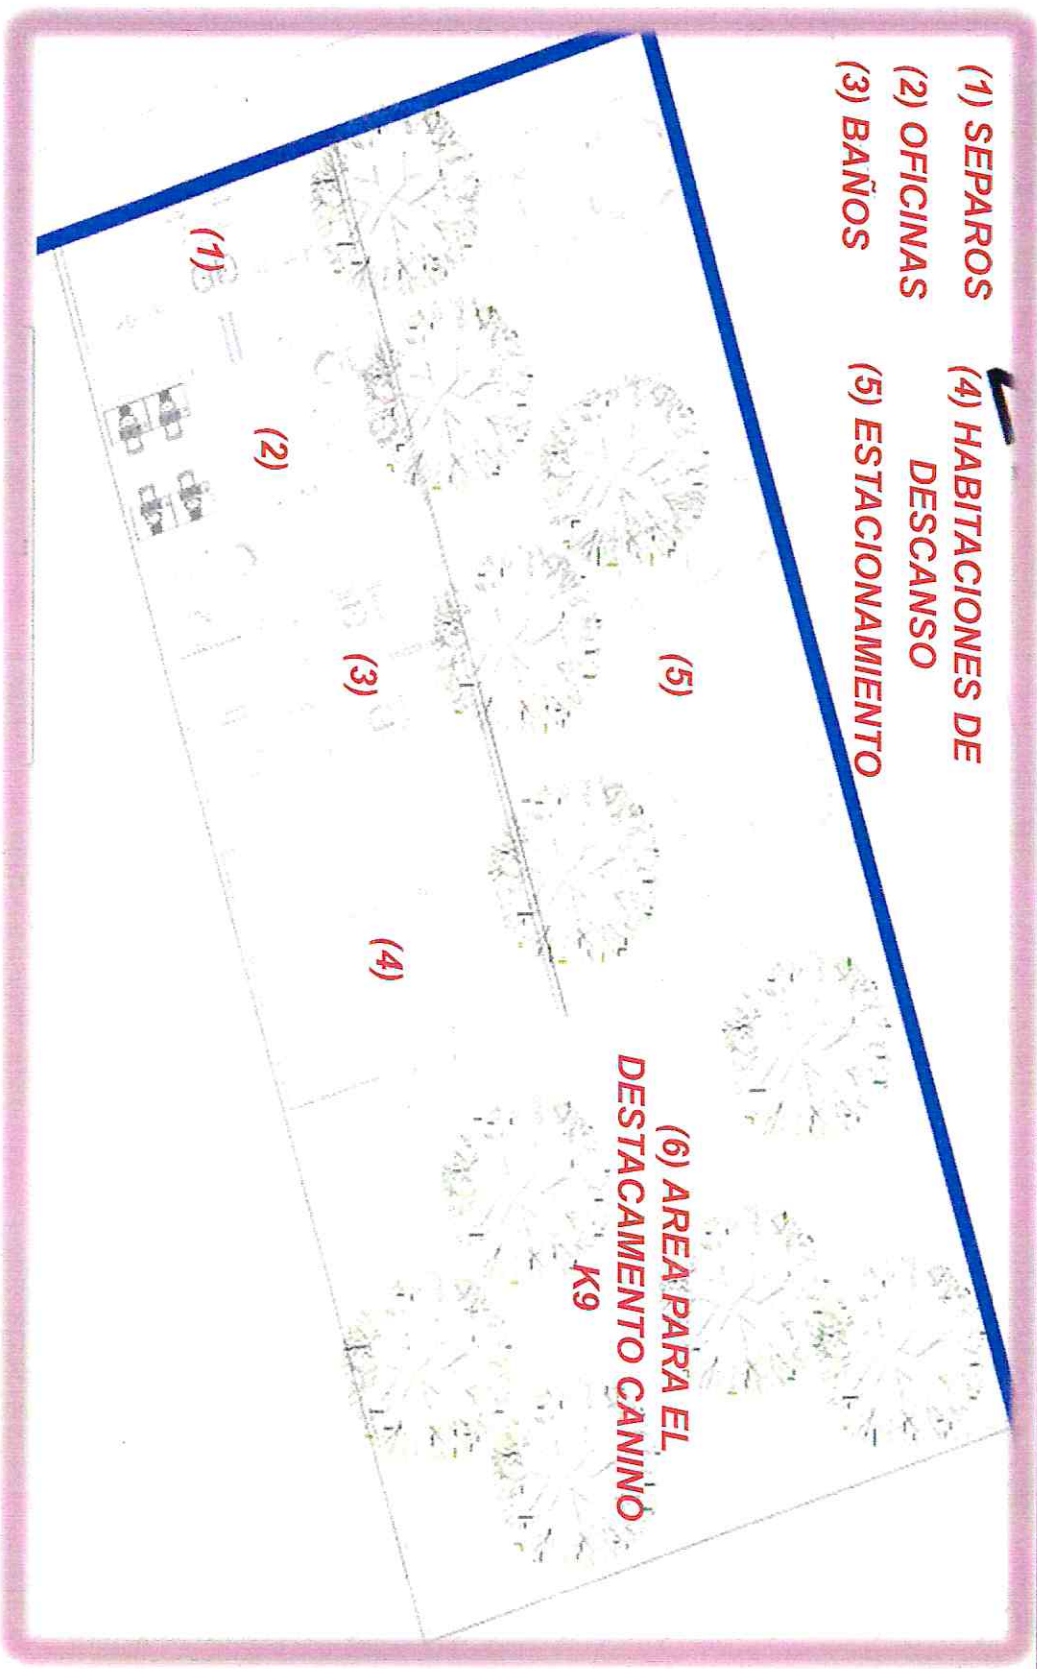 (1) SEPAROS
(2) OFICINAS
(3) BAÑOS
(4) HABITACIONES DE
DESCANSO
(5) ESTACIONAMIENTO
(5)
(1)
(2)
(3)
(4)
(6) AREA PARA EL
DESTACAMENTO CANINO
K9